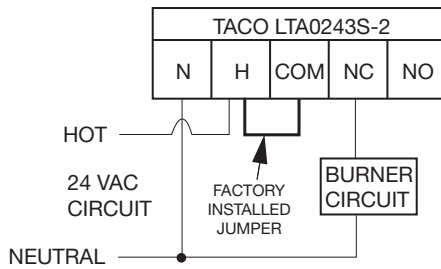 TACO LTA0243S-2
N H COM NC NO
HOT
24 VAC
CIRCUIT
FACTORY
INSTALLED
JUMPER
BURNER
CIRCUIT
NEUTRAL